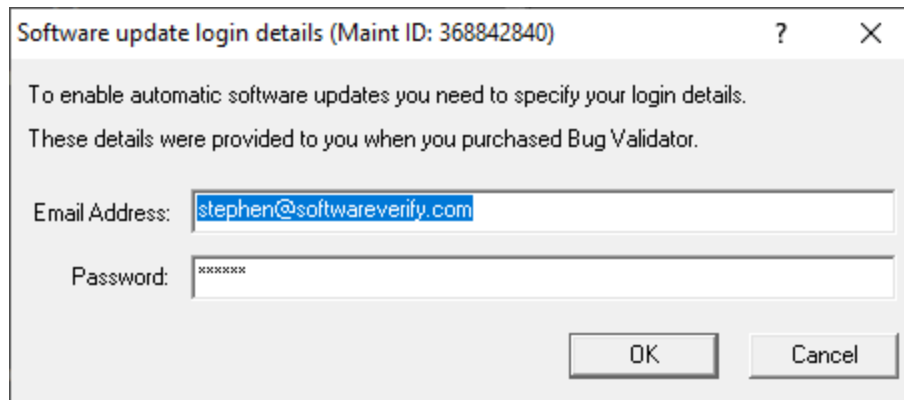 Software update login details (Maint ID: 368842840) ?
To enable automatic software updates you need to specify your login details.
These details were provided to you when you purchased Bug Validator.
Email Address: stephen@softwareverify.com
Password: ******
OK Cancel